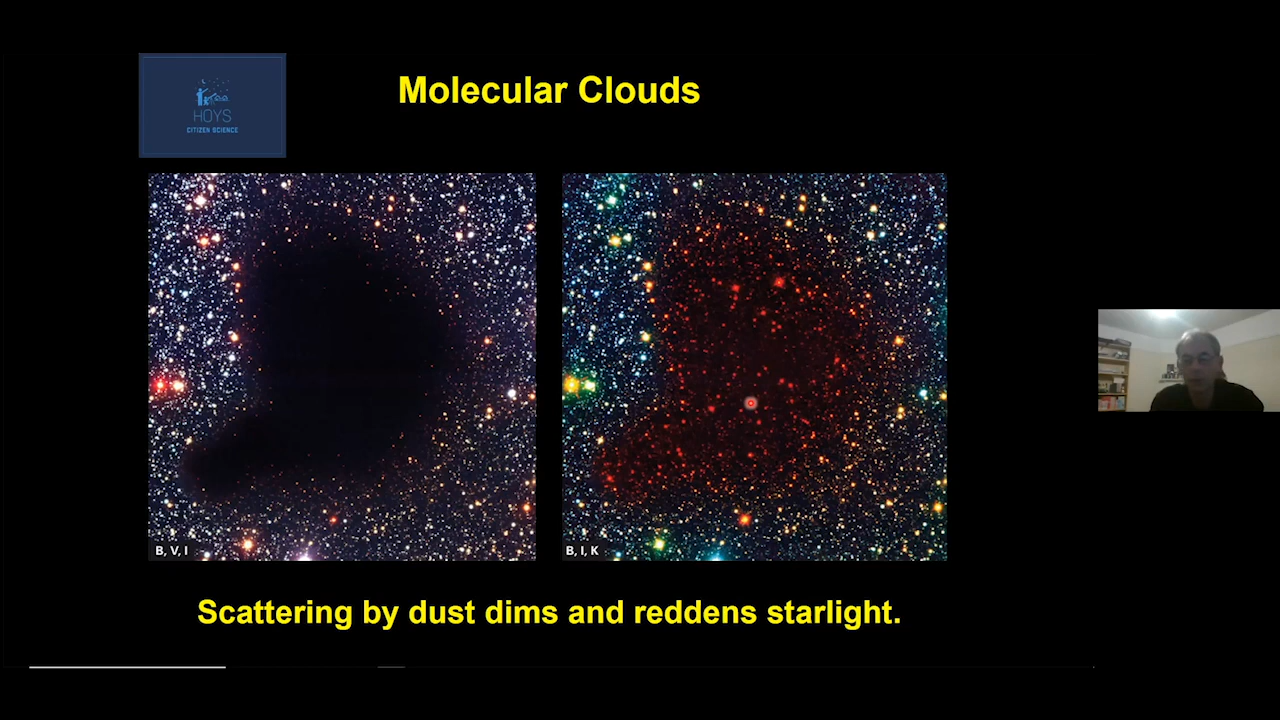 Molecular Clouds
HOYS
CITIZEN SCIENCE
B, V, I
B, I, K
Scattering by dust dims and reddens starlight.